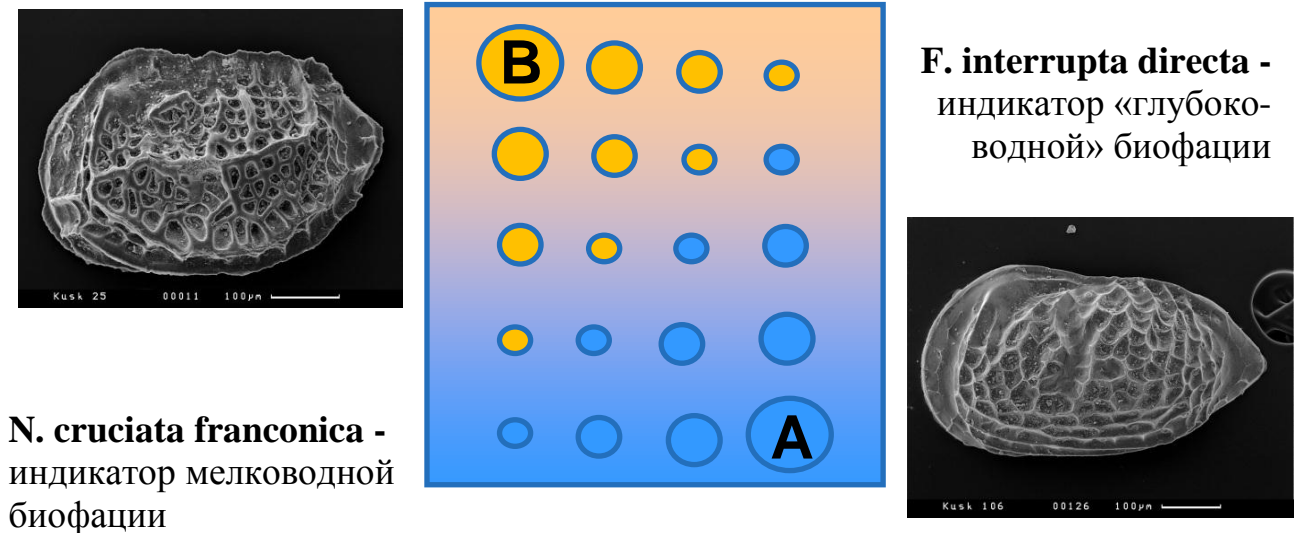 F. interrupta directa -
индикатор «глубоко-
водной» биофации
N. cruciata franconica -
индикатор мелководной
биофации
B
A
Kusk 25 00011 100µm
Kusk 106 00126 100µm